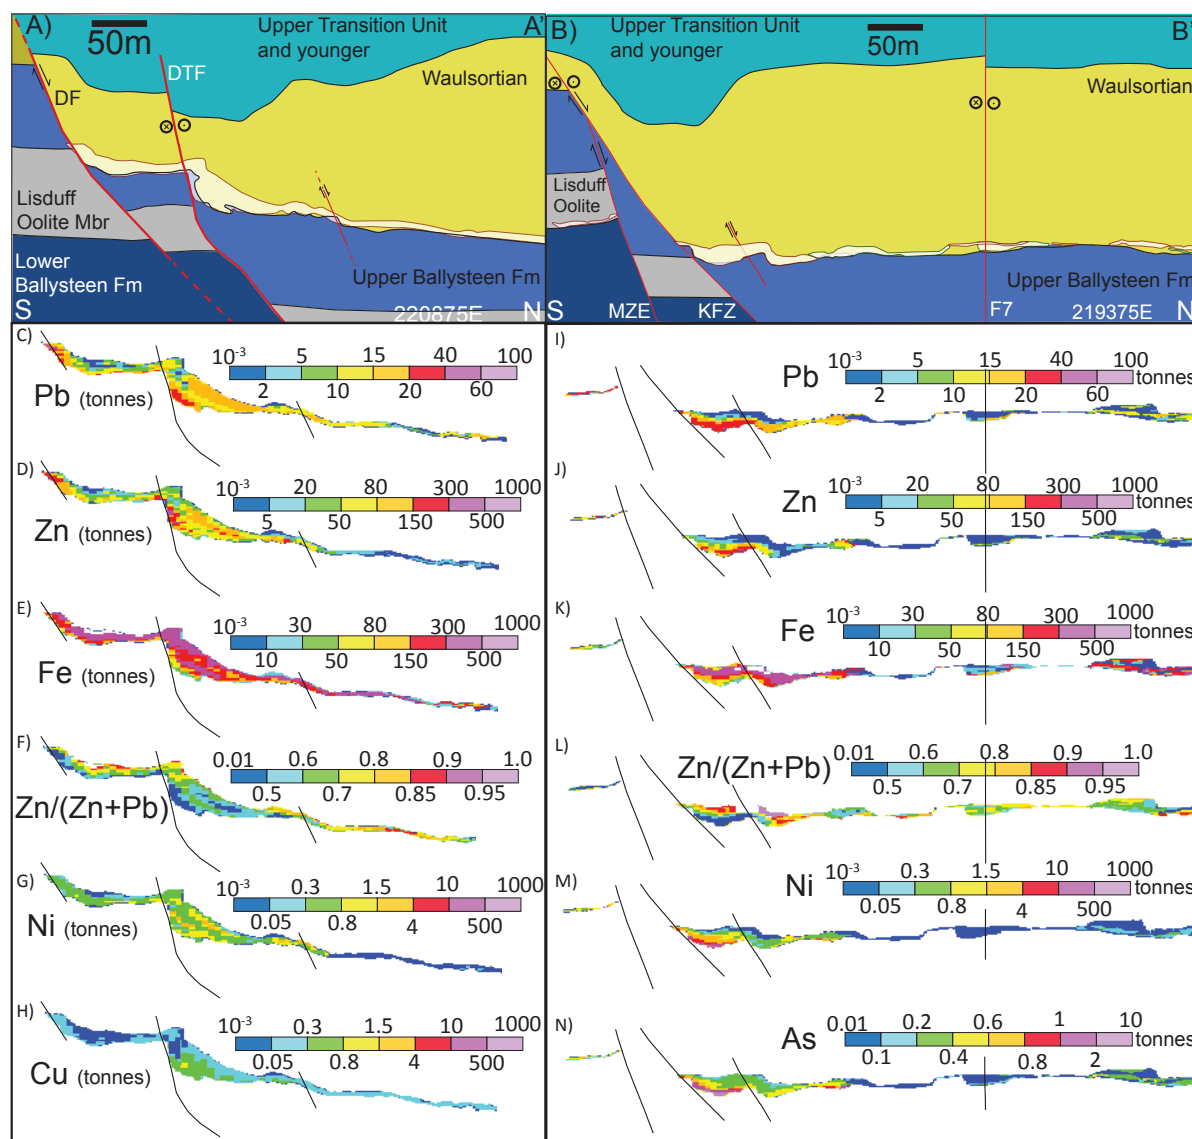 A)
50m
Upper Transition Unit
and younger
A'
DTF
DF
Waulsortian
Lisduff
Oolite Mbr
Lower
Ballysteen Fm
Upper Ballysteen Fm
S
220875E
N
B)
Upper Transition Unit
and younger
50m
B'
Waulsortian
Lisduff
Oolite
Upper Ballysteen Fm
S
MZE
KFZ
F7
219375E
N
C)
Pb (tonnes)
10-3 5 15 40 100
2 10 20 60
D)
Zn (tonnes)
10-3 20 80 300 1000
5 50 150 500
E)
Fe (tonnes)
10-3 30 80 300 1000
10 50 150 500
F)
Zn/(Zn+Pb)
0.01 0.6 0.8 0.9 1.0
0.5 0.7 0.85 0.95
G)
Ni (tonnes)
10-3 0.3 1.5 10 1000
0.05 0.8 4 500
H)
Cu (tonnes)
10-3 0.3 1.5 10 1000
0.05 0.8 4 500
I)
Pb
10-3 5 15 40 100
tonnes
2 10 20 60
J)
Zn
10-3 20 80 300 1000
tonnes
5 50 150 500
K)
Fe
10-3 30 80 300 1000
tonnes
10 50 150 500
L)
Zn/(Zn+Pb)
0.01 0.6 0.8 0.9 1.0
0.5 0.7 0.85 0.95
M)
Ni
10-3 0.3 1.5 10 1000
tonnes
0.05 0.8 4 500
N)
As
0.01 0.2 0.6 1 10
tonnes
0.1 0.4 0.8 2